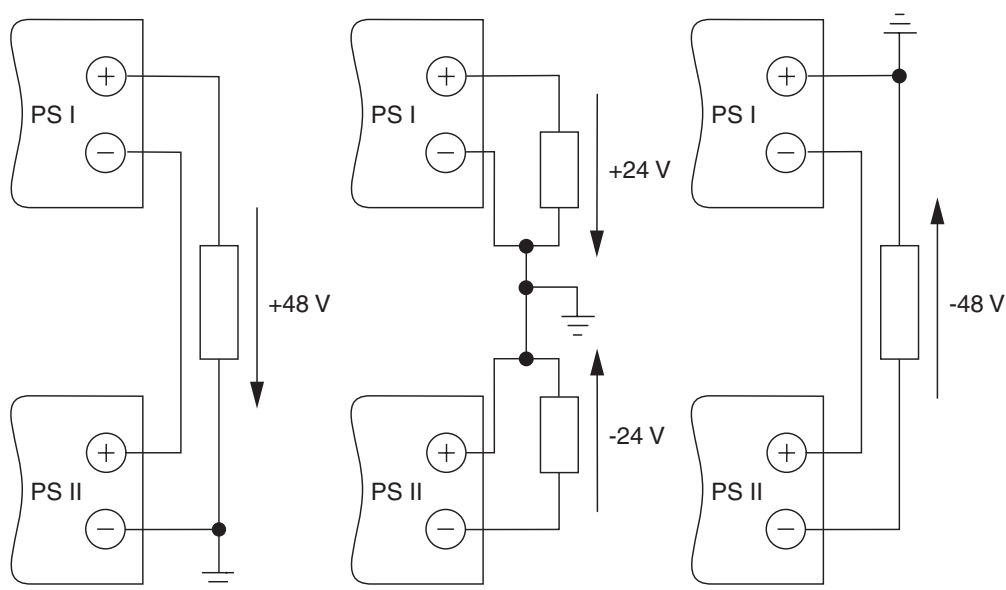 +
PS I
−
+48 V
+
PS II
−
+
PS I
−
+24 V
-24 V
+
PS II
−
+
PS I
−
-48 V
+
PS II
−